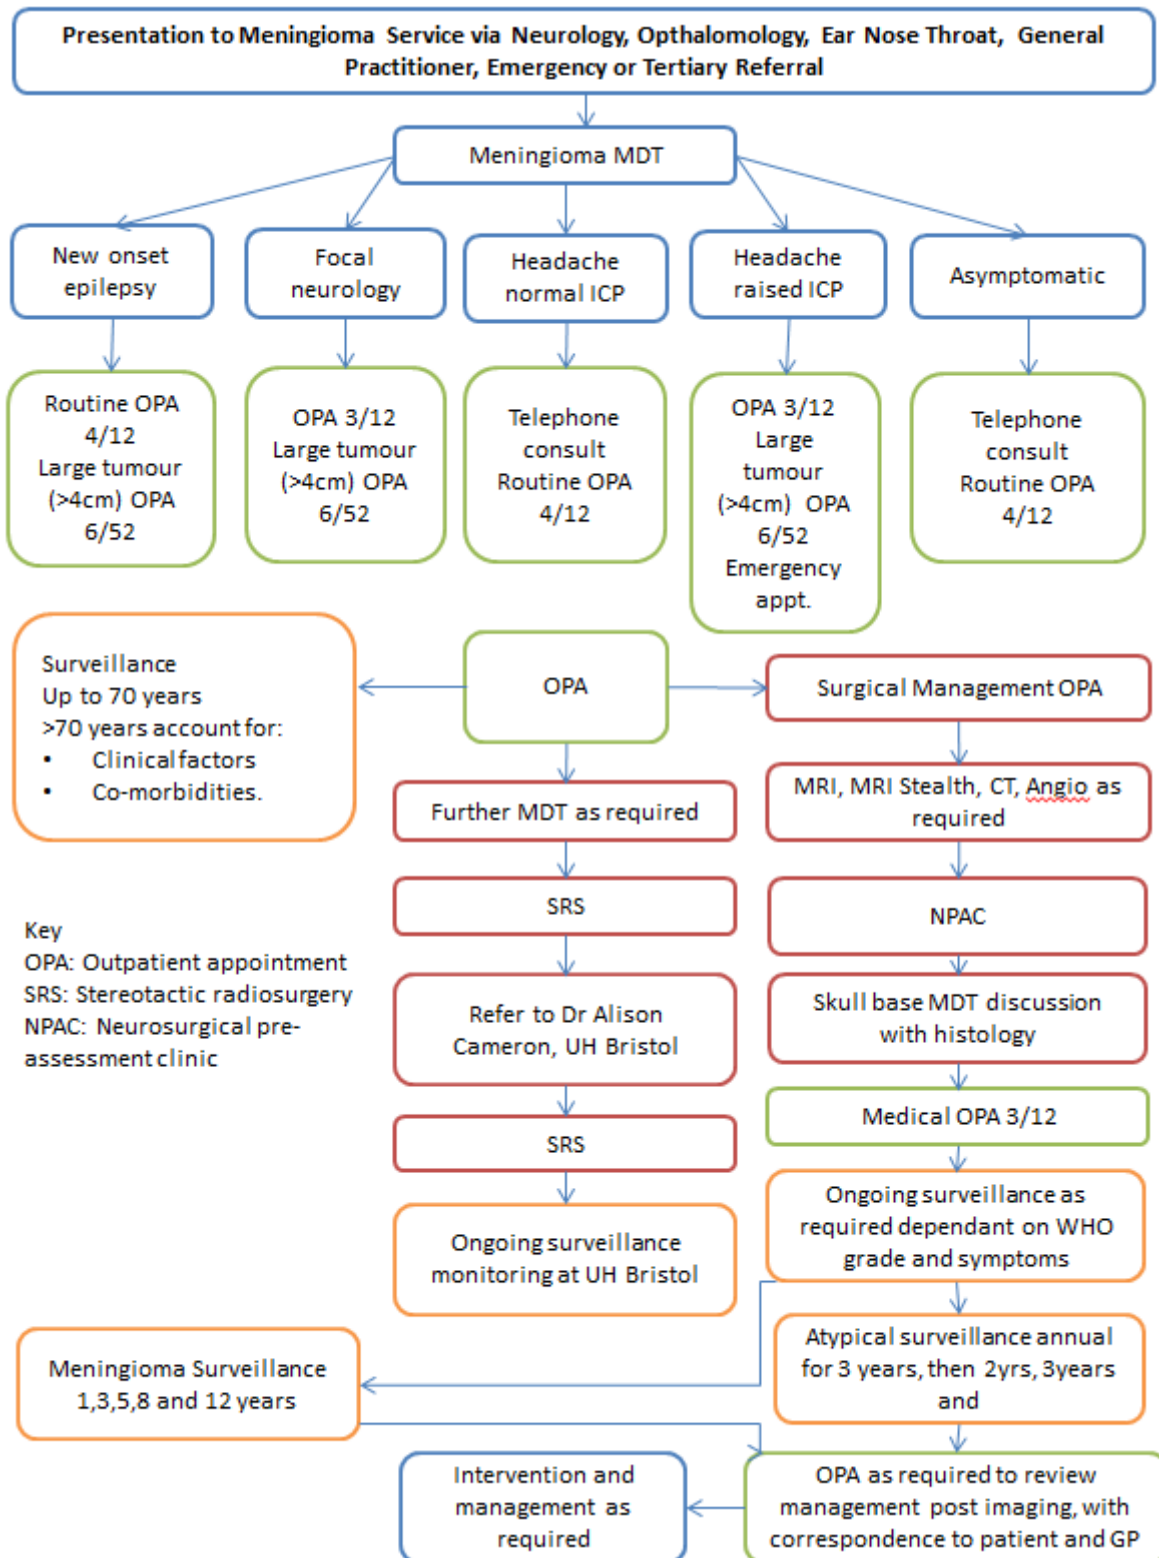 Presentation to Meningioma Service via Neurology, Opthalomology, Ear Nose Throat, General
Practitioner, Emergency or Tertiary Referral
Meningioma MDT
New onset
epilepsy
Focal
neurology
Headache
normal ICP
Headache
raised ICP
Asymptomatic
Routine OPA
4/12
Large tumour
(>4cm) OPA
6/52
OPA 3/12
Large tumour
(>4cm) OPA
6/52
Telephone
consult
Routine OPA
4/12
OPA 3/12
Large
tumour
(>4cm) OPA
6/52
Emergency
appt.
Telephone
consult
Routine OPA
4/12
Surveillance
Up to 70 years
>70 years account for:
• Clinical factors
• Co-morbidities.
OPA
Surgical Management OPA
Further MDT as required
MRI, MRI Stealth, CT, Angio as
required
SRS
NPAC
Key
OPA: Outpatient appointment
SRS: Stereotactic radiosurgery
NPAC: Neurosurgical pre-
assessment clinic
Refer to Dr Alison
Cameron, UH Bristol
Skull base MDT discussion
with histology
SRS
Medical OPA 3/12
Ongoing surveillance
monitoring at UH Bristol
Ongoing surveillance as
required dependant on WHO
grade and symptoms
Meningioma Surveillance
1,3,5,8 and 12 years
Atypical surveillance annual
for 3 years, then 2yrs, 3years
and
Intervention and
management as
required
OPA as required to review
management post imaging, with
correspondence to patient and GP